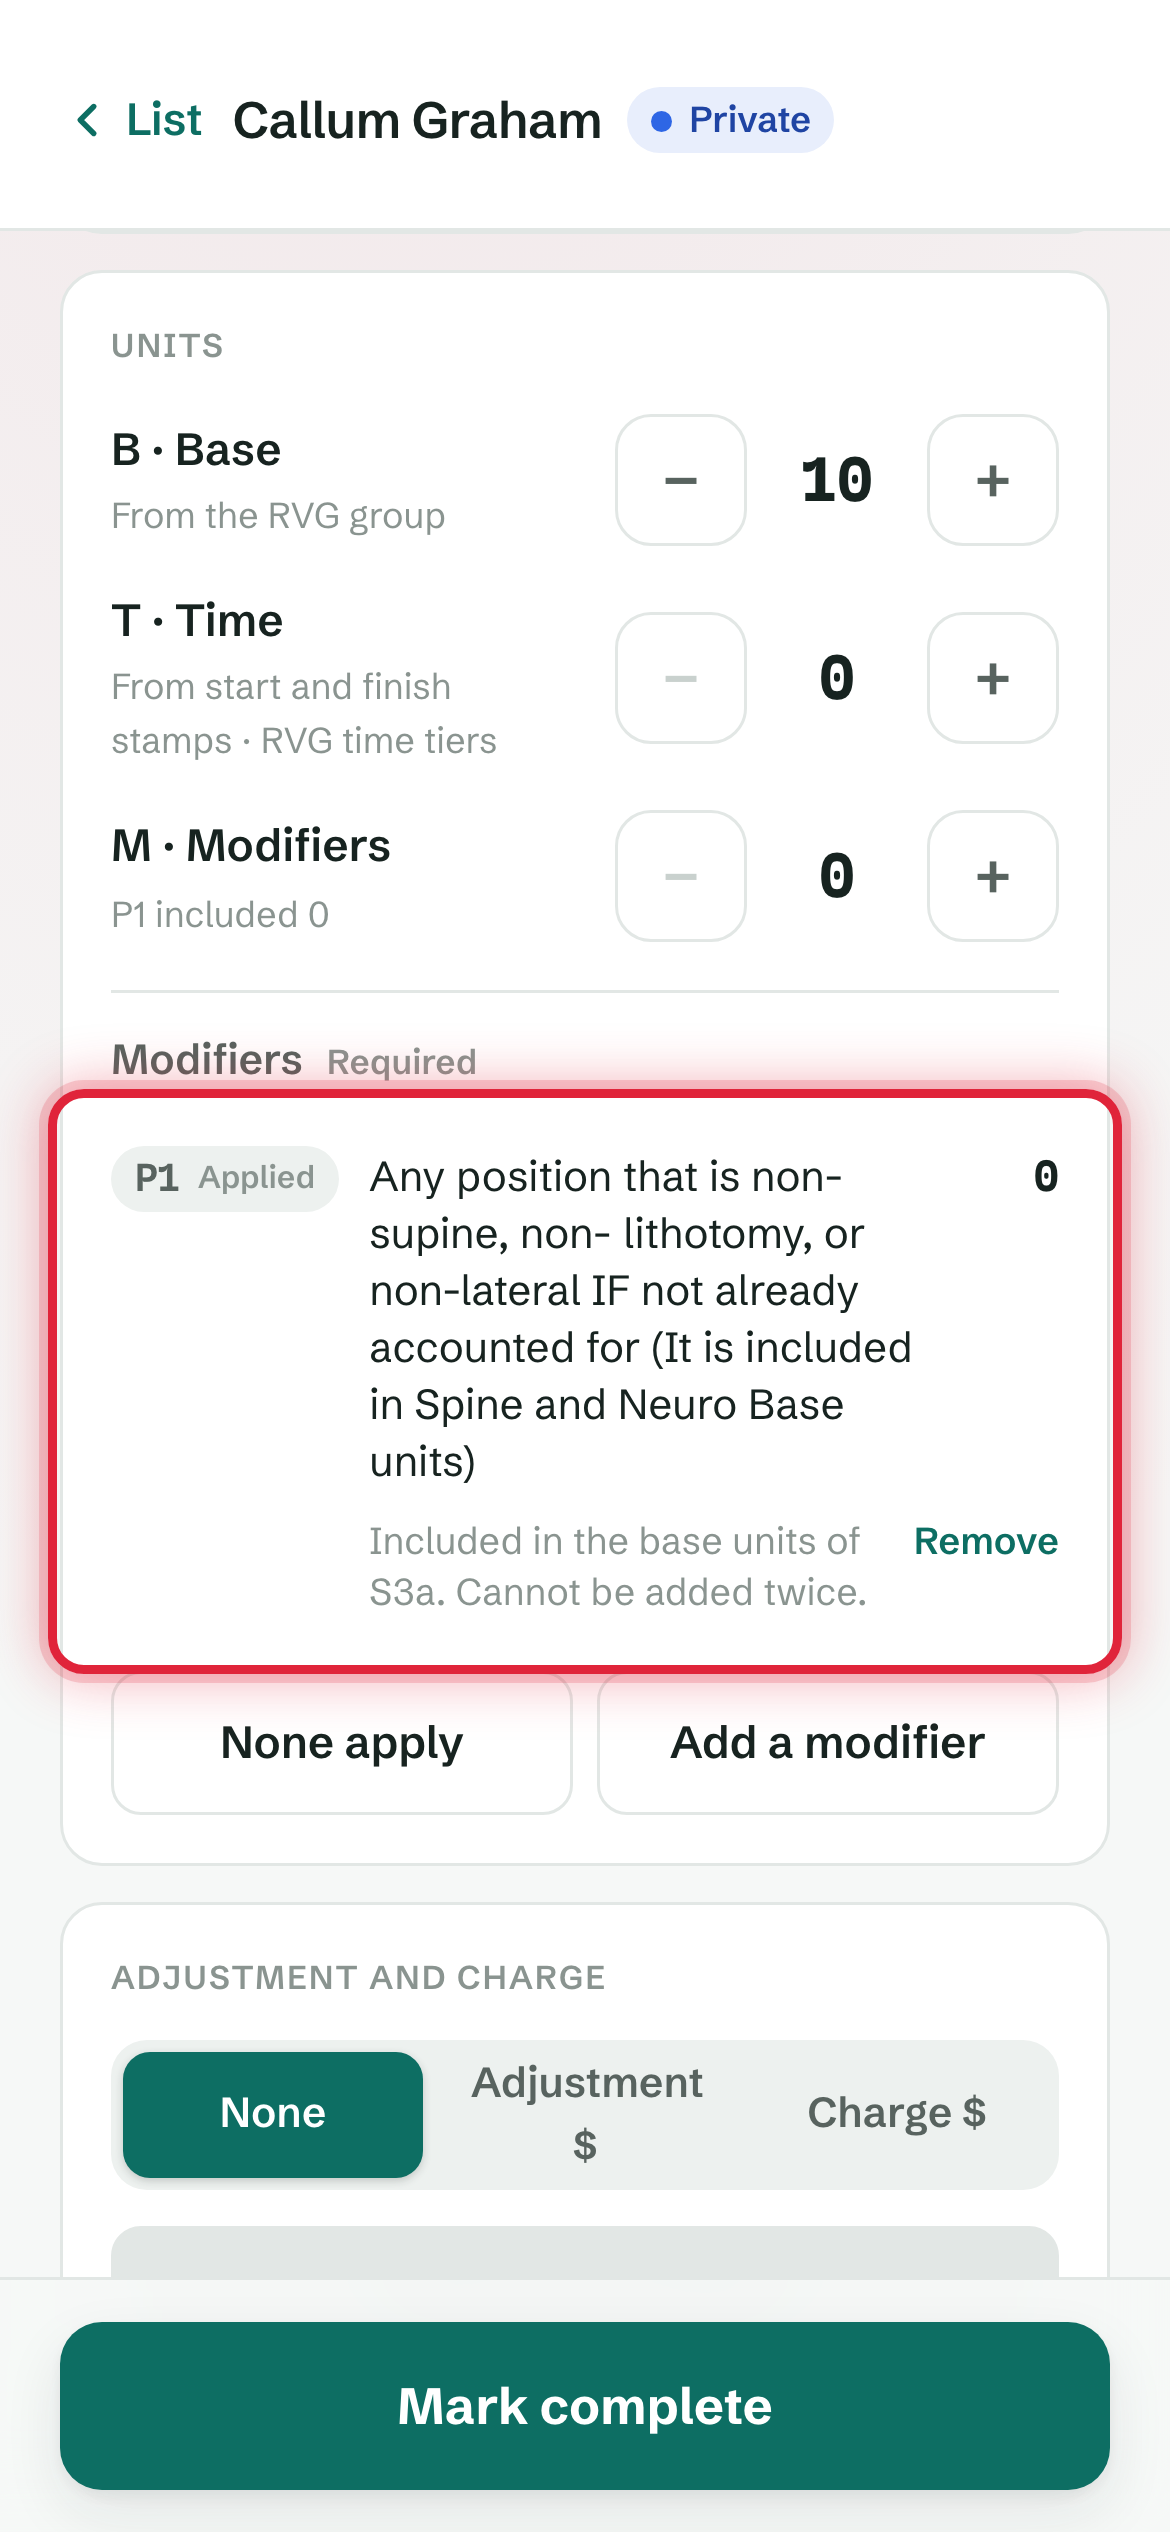 List Callum Graham Private
UNITS
B · Base
From the RVG group
− 10 +
T · Time
From start and finish
stamps · RVG time tiers
− 0 +
M · Modifiers
P1 included 0
− 0 +
Modifiers Required
P1 Applied
Any position that is non-
supine, non- lithotomy, or
non-lateral IF not already
accounted for (It is included
in Spine and Neuro Base
units)
0
Included in the base units of
S3a. Cannot be added twice.
Remove
None apply
Add a modifier
ADJUSTMENT AND CHARGE
None
Adjustment
$
Charge $
Mark complete